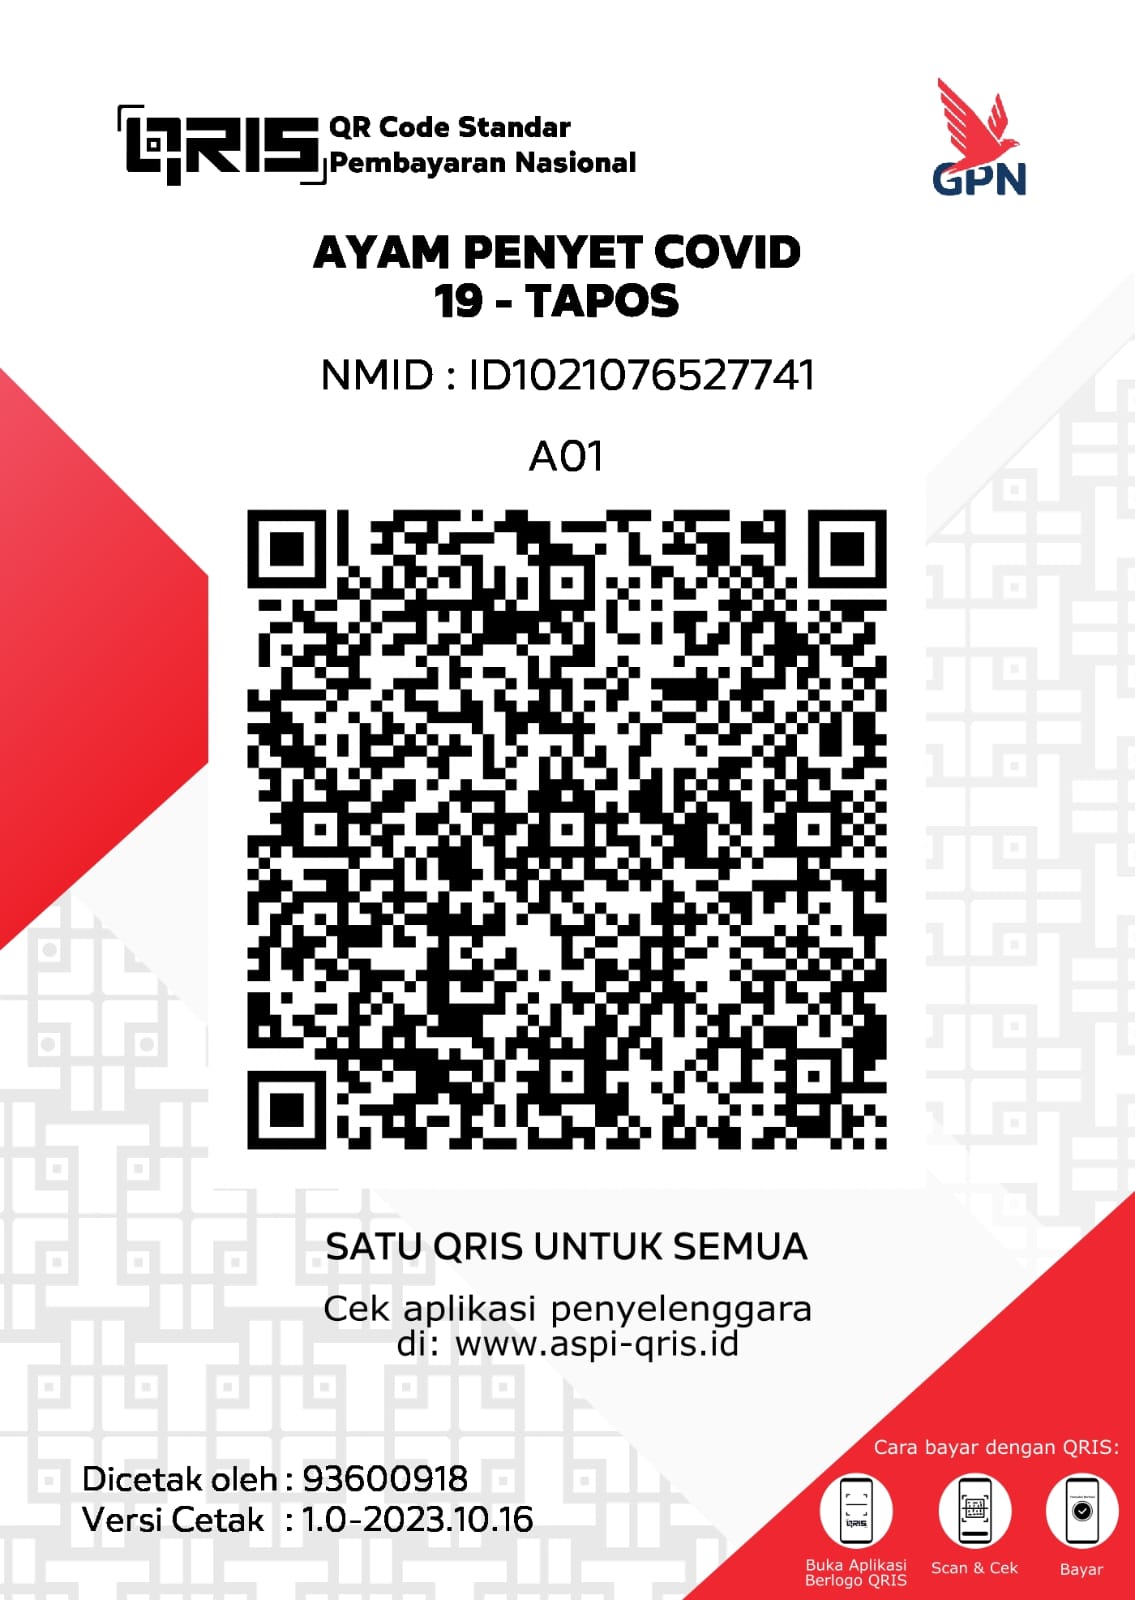 QRIS
QR Code Standar
Pembayaran Nasional
GPN
AYAM PENYET COVID
19 - TAPOS
NMID : ID1021076527741
A01
SATU QRIS UNTUK SEMUA
Cek aplikasi penyelenggara
di: www.aspi-qris.id
Dicetak oleh : 93600918
Versi Cetak : 1.0-2023.10.16
Cara bayar dengan QRIS:
QRIS
Buka Aplikasi
Berlogo QRIS
Scan & Cek
Bayar